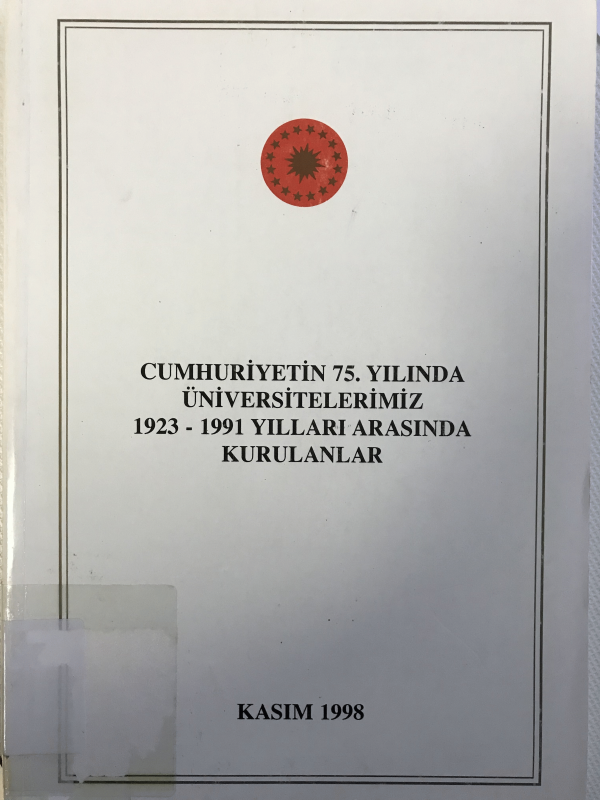 CUMHURİYETİN 75. YILINDA
ÜNİVERSİTELERİMİZ
1923 - 1991 YILLARI ARASINDA
KURULANLAR
KASIM 1998